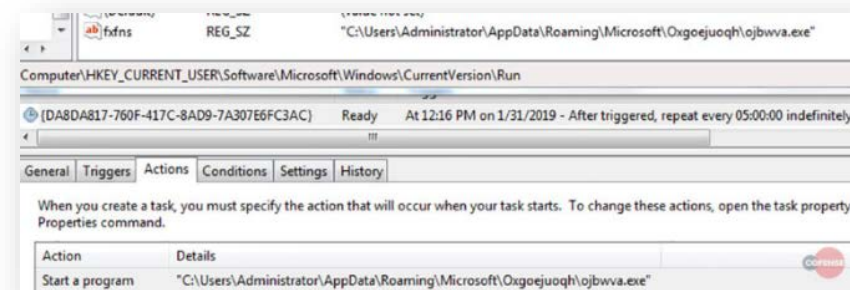 fxfns REG_SZ "C:\Users\Administrator\AppData\Roaming\Microsoft\Oxgoejuoqh\ojbwva.exe"
Computer\HKEY_CURRENT_USER\Software\Microsoft\Windows\CurrentVersion\Run
{DA8DA817-760F-417C-8AD9-7A307E6FC3AC} Ready At 12:16 PM on 1/31/2019 - After triggered, repeat every 05:00:00 indefinitely
General Triggers Actions Conditions Settings History
When you create a task, you must specify the action that will occur when your task starts. To change these actions, open the task property
Properties command.
Action Details
COFENSE
Start a program "C:\Users\Administrator\AppData\Roaming\Microsoft\Oxgoejuoqh\ojbwva.exe"